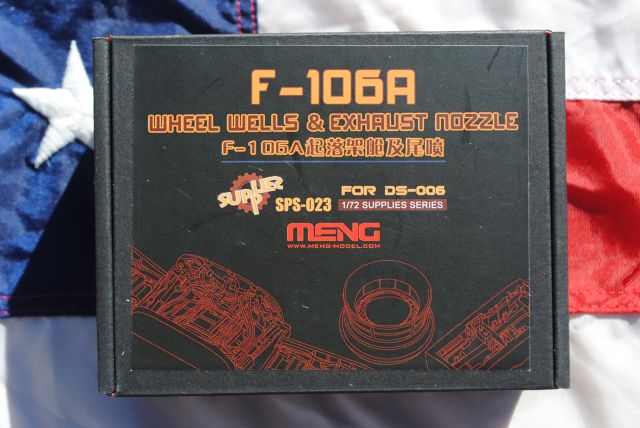 F-106A
WHEEL WELLS & EXHAUST NOZZLE
F-106A起落架舱及尾喷
SUPPLIES SPS-023
FOR DS-006
1/72 SUPPLIES SERIES
MENG
WWW.MENG-MODEL.COM